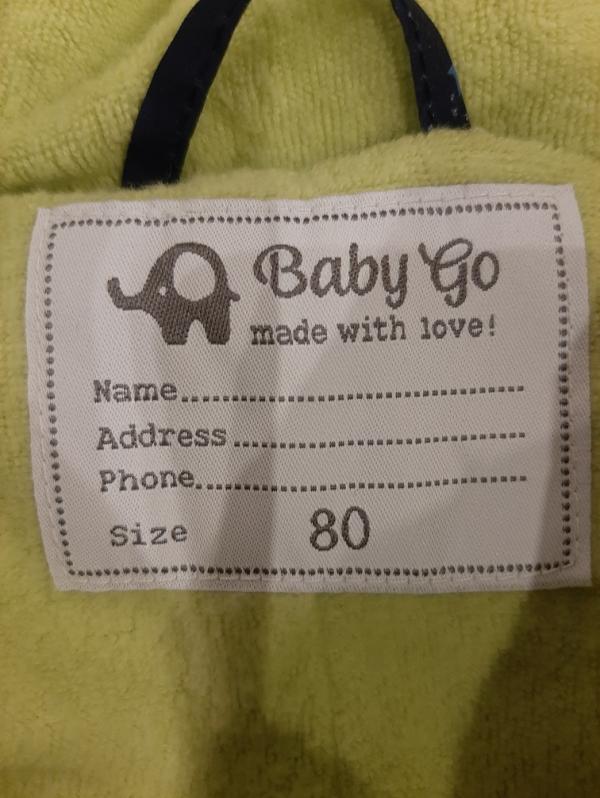 Baby Go
made with love!
Name..............................
Address..........................
Phone.............................
Size 80